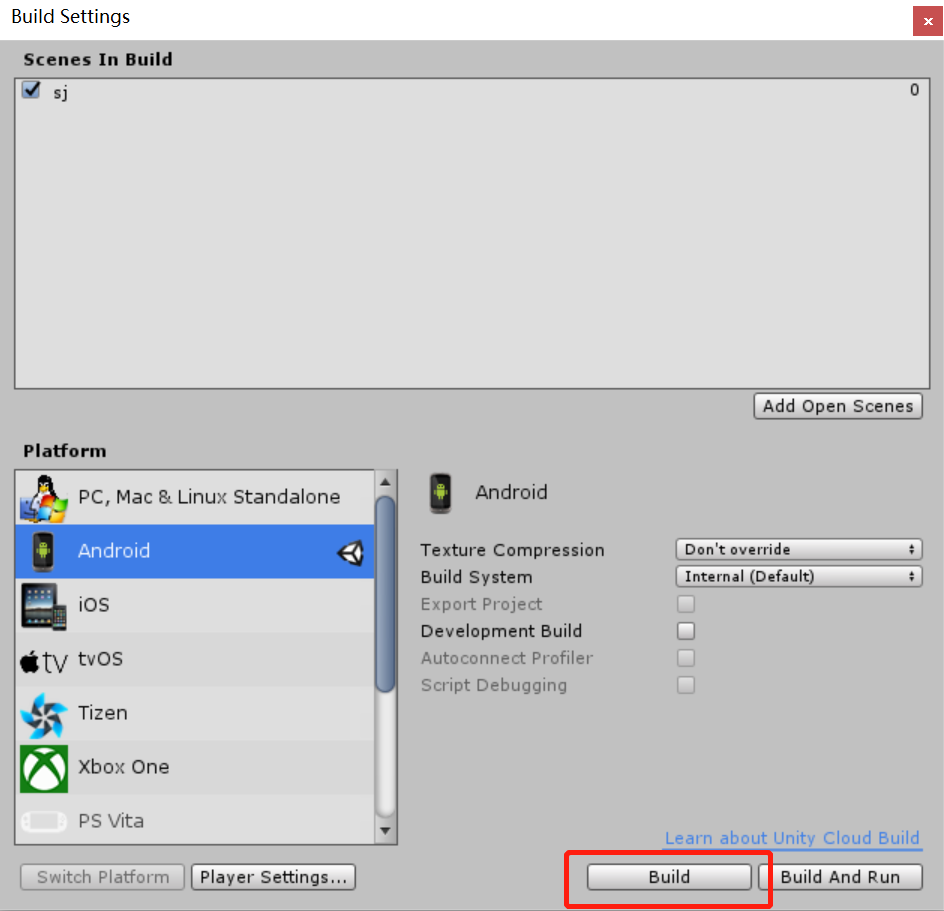 Build Settings
Scenes In Build
sj 0
Add Open Scenes
Platform
PC, Mac & Linux Standalone
Android
iOS
tv tvOS
Tizen
Xbox One
PS Vita
Android
Texture Compression Don't override
Build System Internal (Default)
Export Project
Development Build
Autoconnect Profiler
Script Debugging
Learn about Unity Cloud Build
Switch Platform Player Settings... Build Build And Run